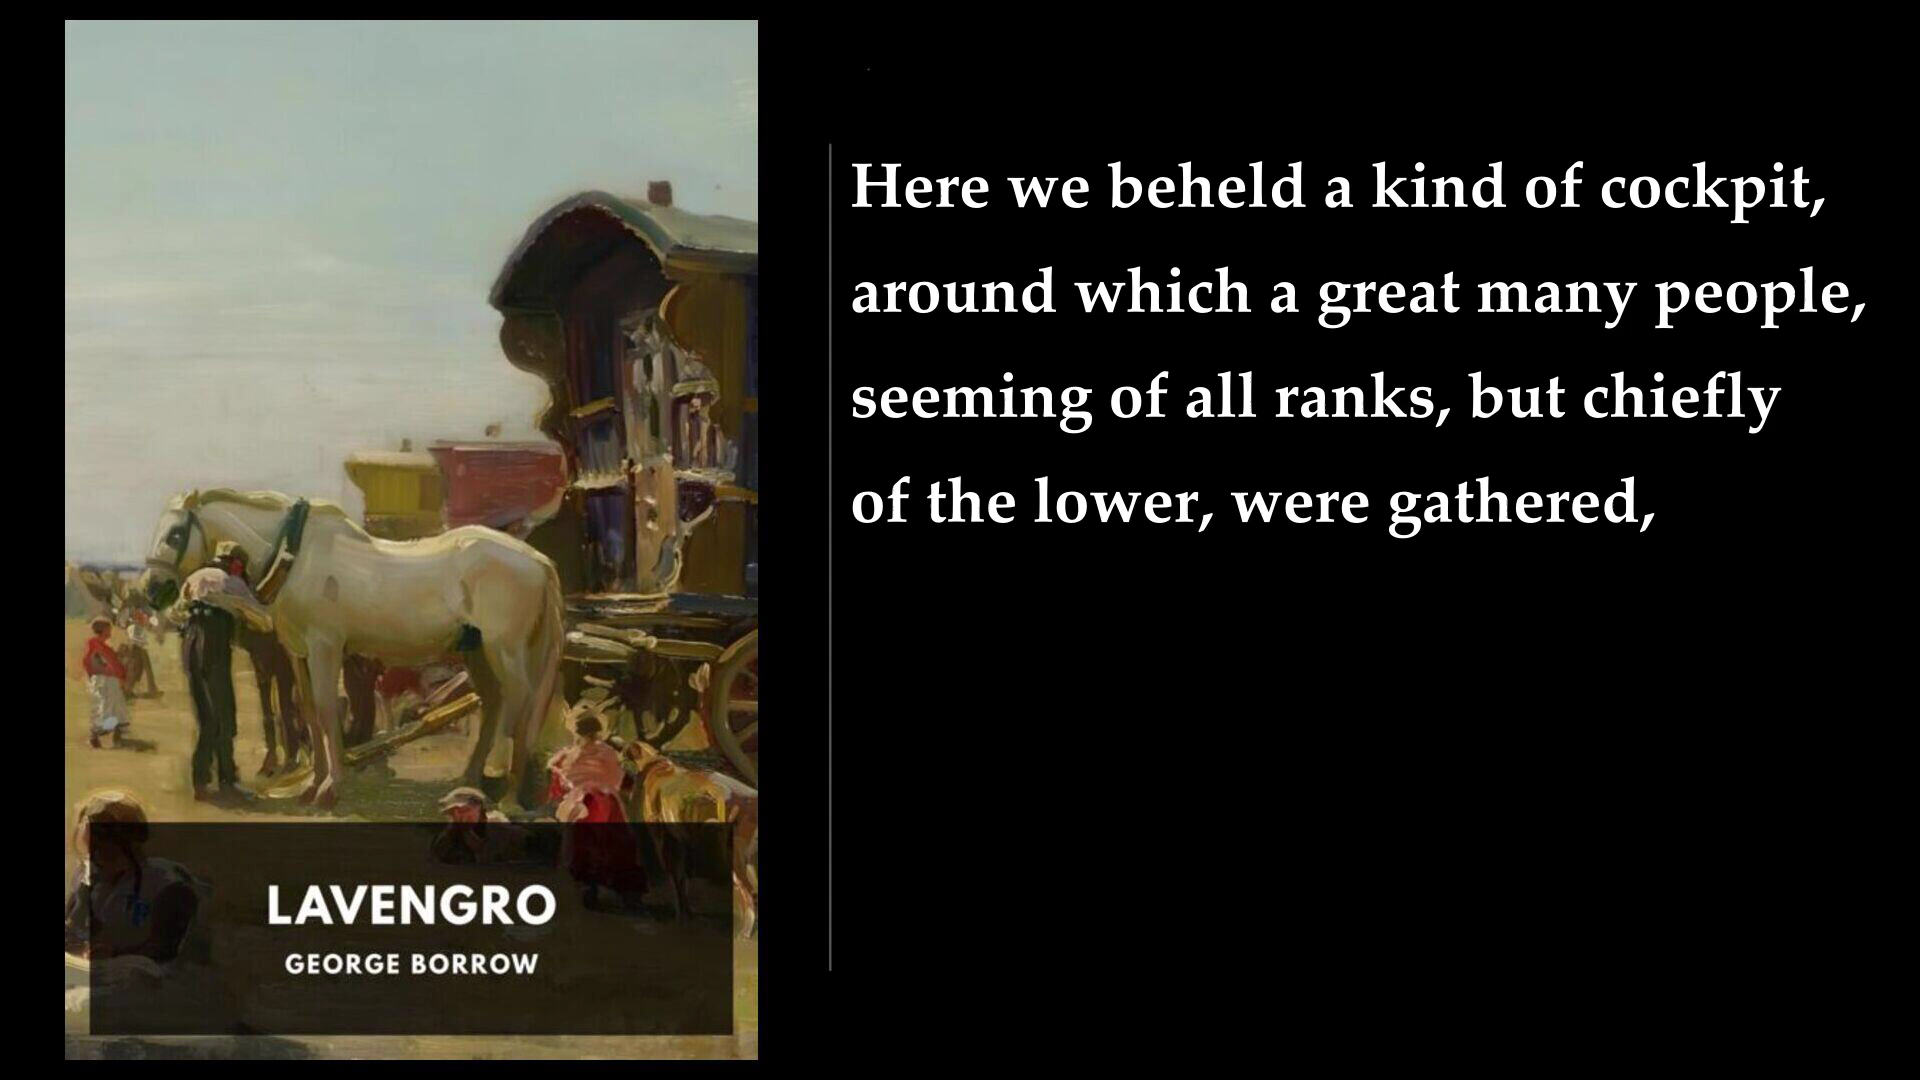 Here we beheld a kind of cockpit,
around which a great many people,
seeming of all ranks, but chiefly
of the lower, were gathered,
LAVENGRO
GEORGE BORROW